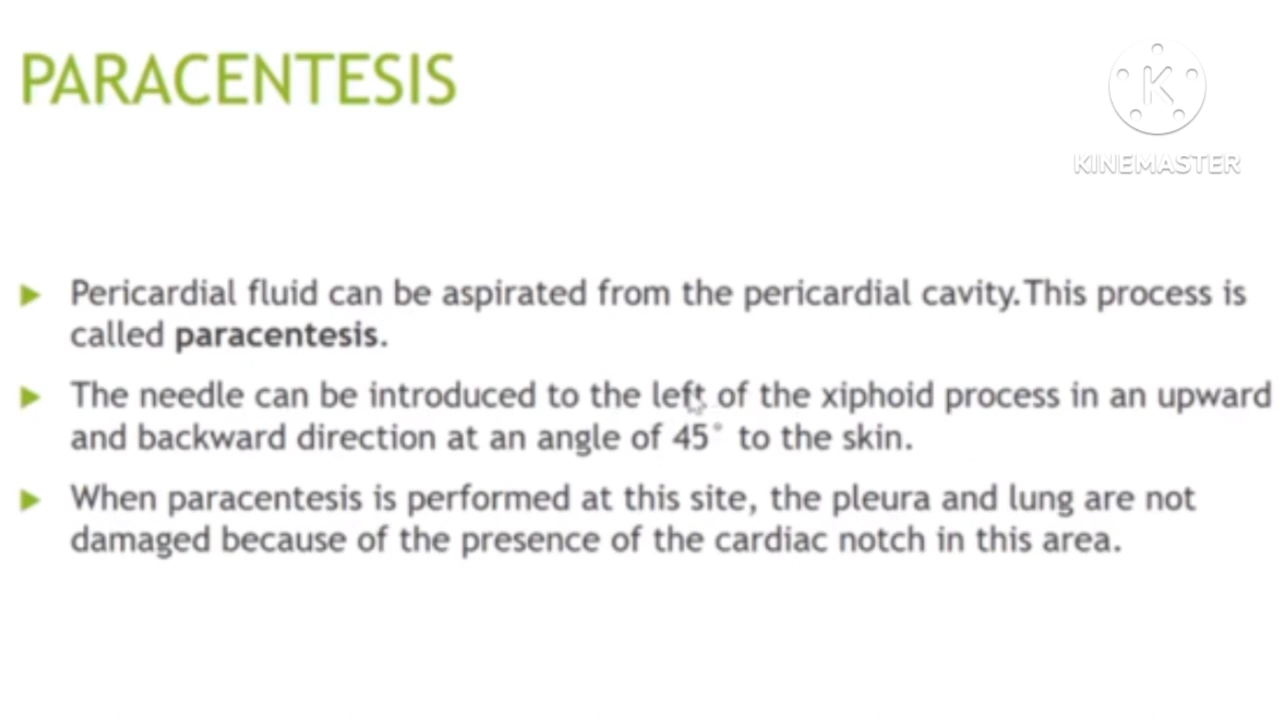 PARACENTESIS
K
KINEMASTER
Pericardial fluid can be aspirated from the pericardial cavity.This process is
called paracentesis.
The needle can be introduced to the left of the xiphoid process in an upward
and backward direction at an angle of 45° to the skin.
When paracentesis is performed at this site, the pleura and lung are not
damaged because of the presence of the cardiac notch in this area.